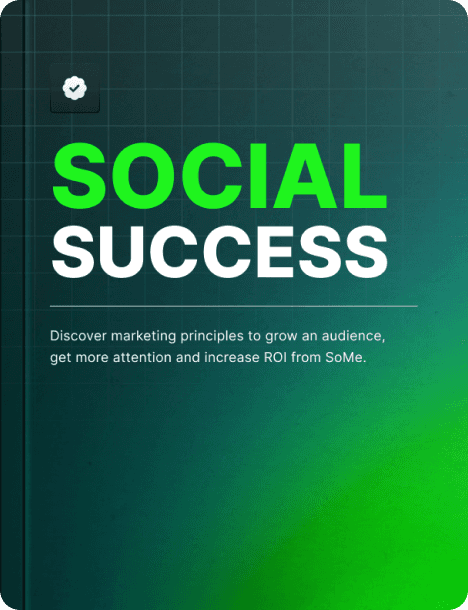 SOCIAL
SUCCESS
Discover marketing principles to grow an audience,
get more attention and increase ROI from SoMe.